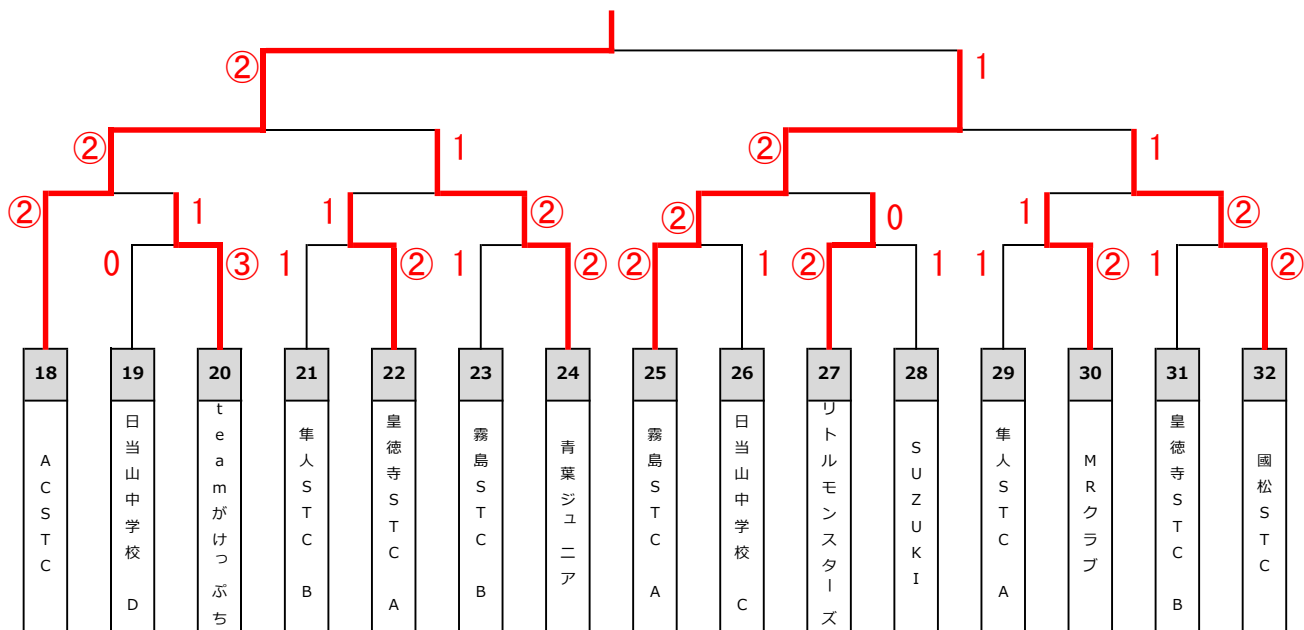 ② 1
② 1 ② 1
② 1 1 ② ② 0 1 ②
0 ③ 1 ② 1 ② ② 1 ② 1 1 ② 1 ②
18 19 20 21 22 23 24 25 26 27 28 29 30 31 32
ACSTC
日当山中学校 D
teamがけっぷち
隼人STC B
皇徳寺STC A
霧島STC B
青葉ジュニア
霧島STC A
日当山中学校 C
リトルモンスターズ
SUZUKI
隼人STC A
MRクラブ
皇徳寺STC B
國松STC